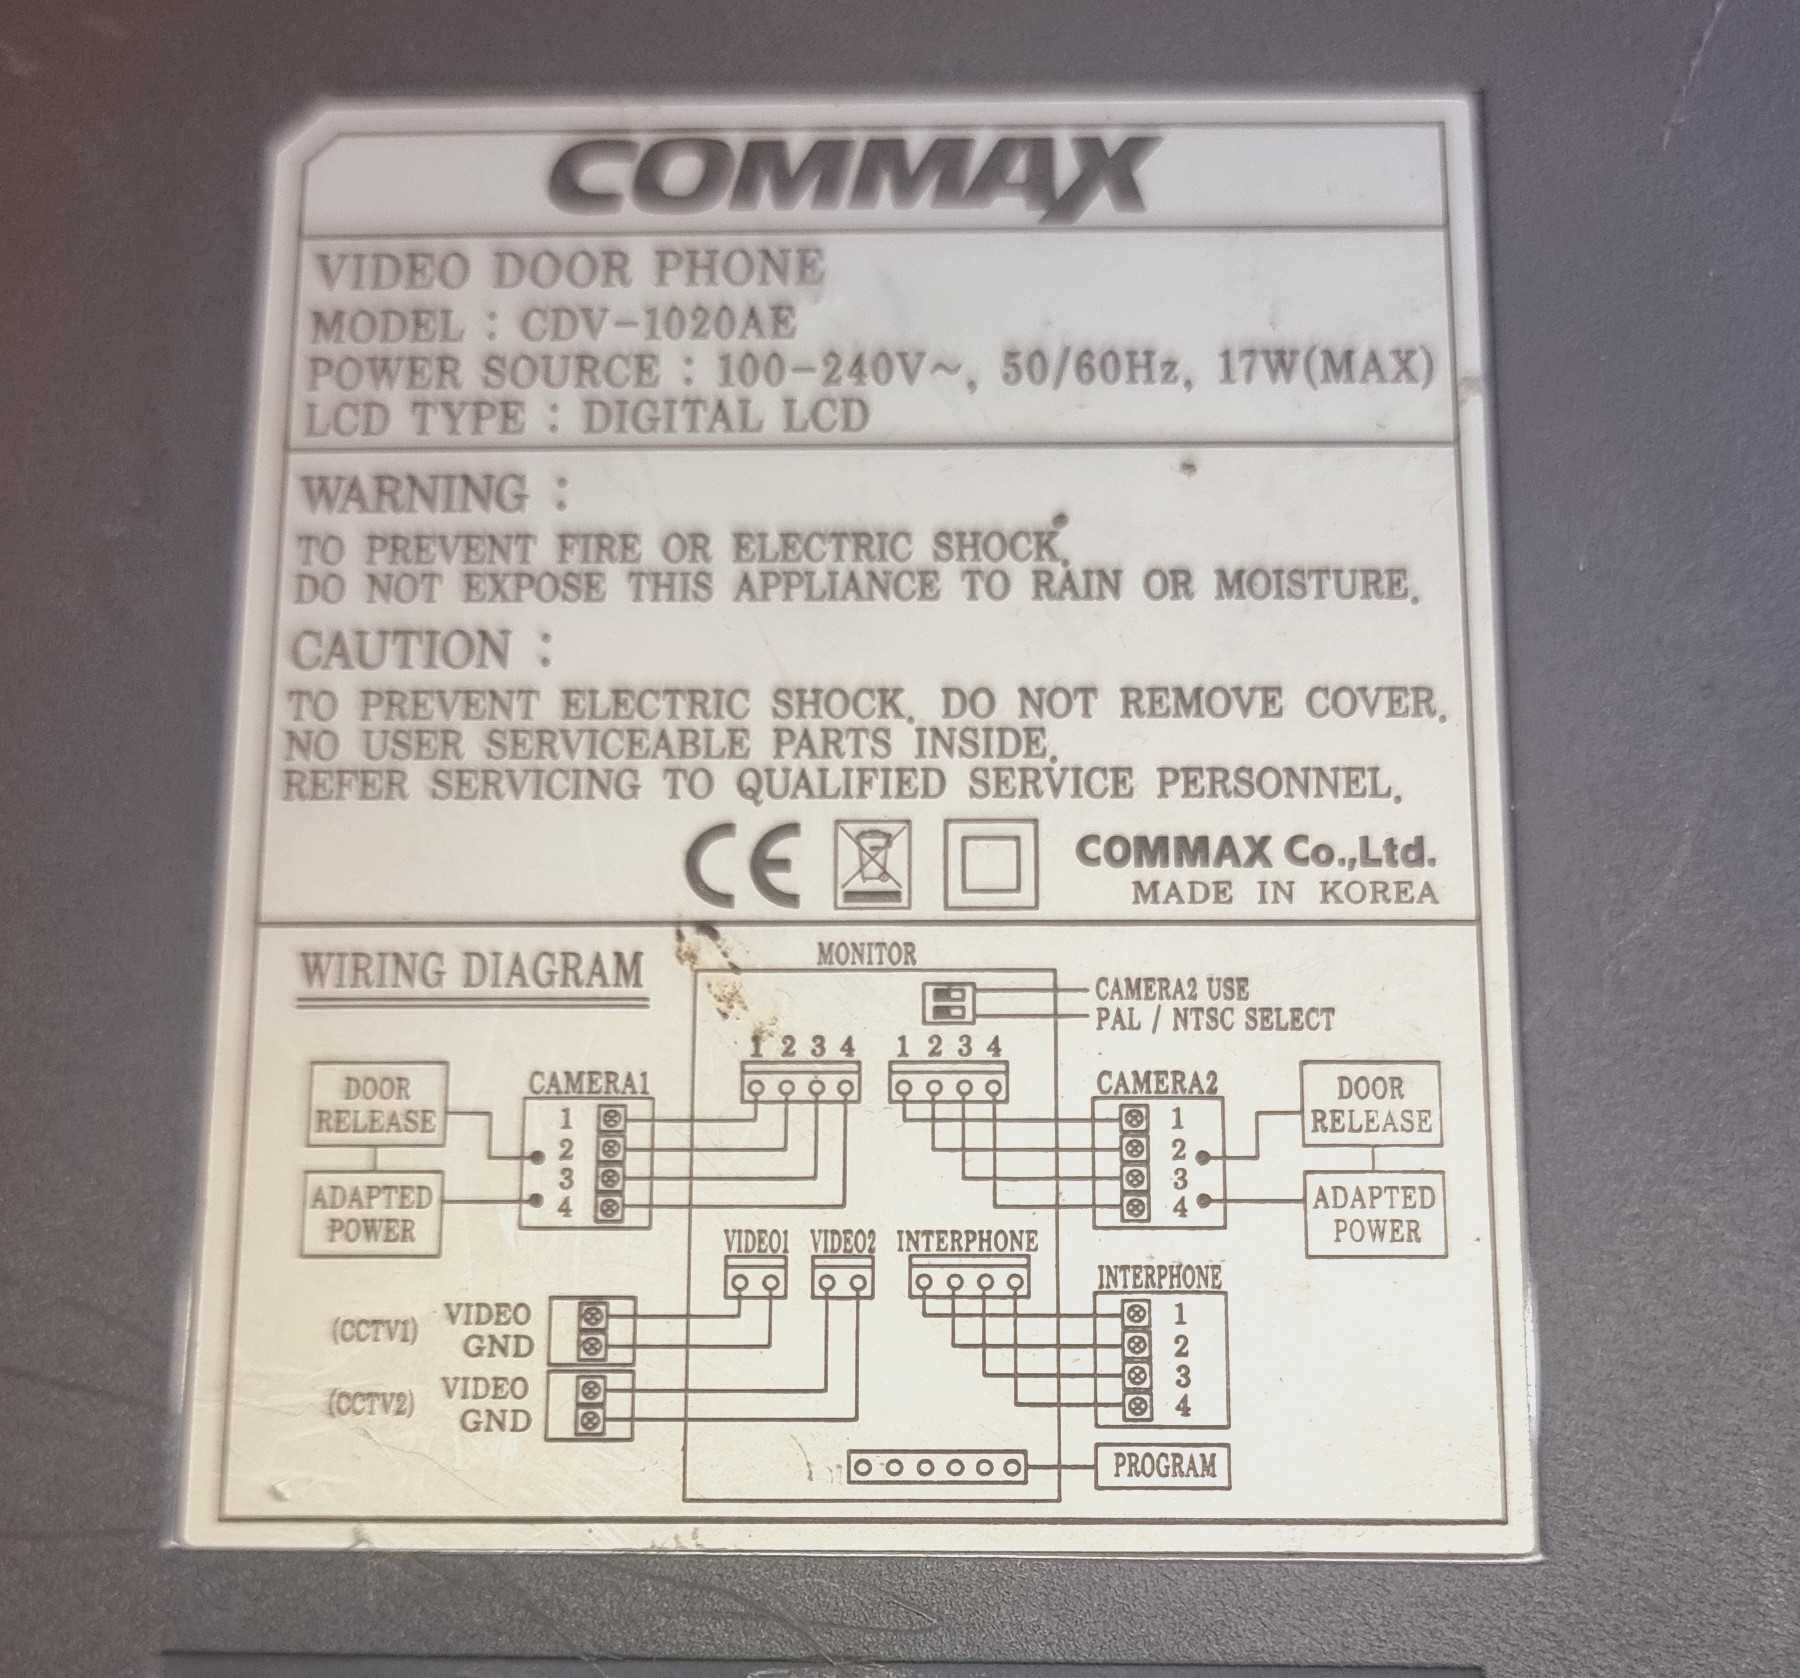 COMMAX
VIDEO DOOR PHONE
MODEL : CDV-1020AE
POWER SOURCE : 100-240V~, 50/60Hz, 17W(MAX)
LCD TYPE : DIGITAL LCD
WARNING :
TO PREVENT FIRE OR ELECTRIC SHOCK,
DO NOT EXPOSE THIS APPLIANCE TO RAIN OR MOISTURE.
CAUTION :
TO PREVENT ELECTRIC SHOCK, DO NOT REMOVE COVER.
NO USER SERVICEABLE PARTS INSIDE.
REFER SERVICING TO QUALIFIED SERVICE PERSONNEL.
CE
COMMAX Co.,Ltd.
MADE IN KOREA
WIRING DIAGRAM
MONITOR
CAMERA2 USE
PAL / NTSC SELECT
1 2 3 4
1 2 3 4
DOOR
RELEASE
ADAPTED
POWER
CAMERA1
1
2
3
4
CAMERA2
1
2
3
4
DOOR
RELEASE
ADAPTED
POWER
VIDEO1
VIDEO2
INTERPHONE
(CCTV1)
VIDEO
GND
(CCTV2)
VIDEO
GND
INTERPHONE
1
2
3
4
PROGRAM